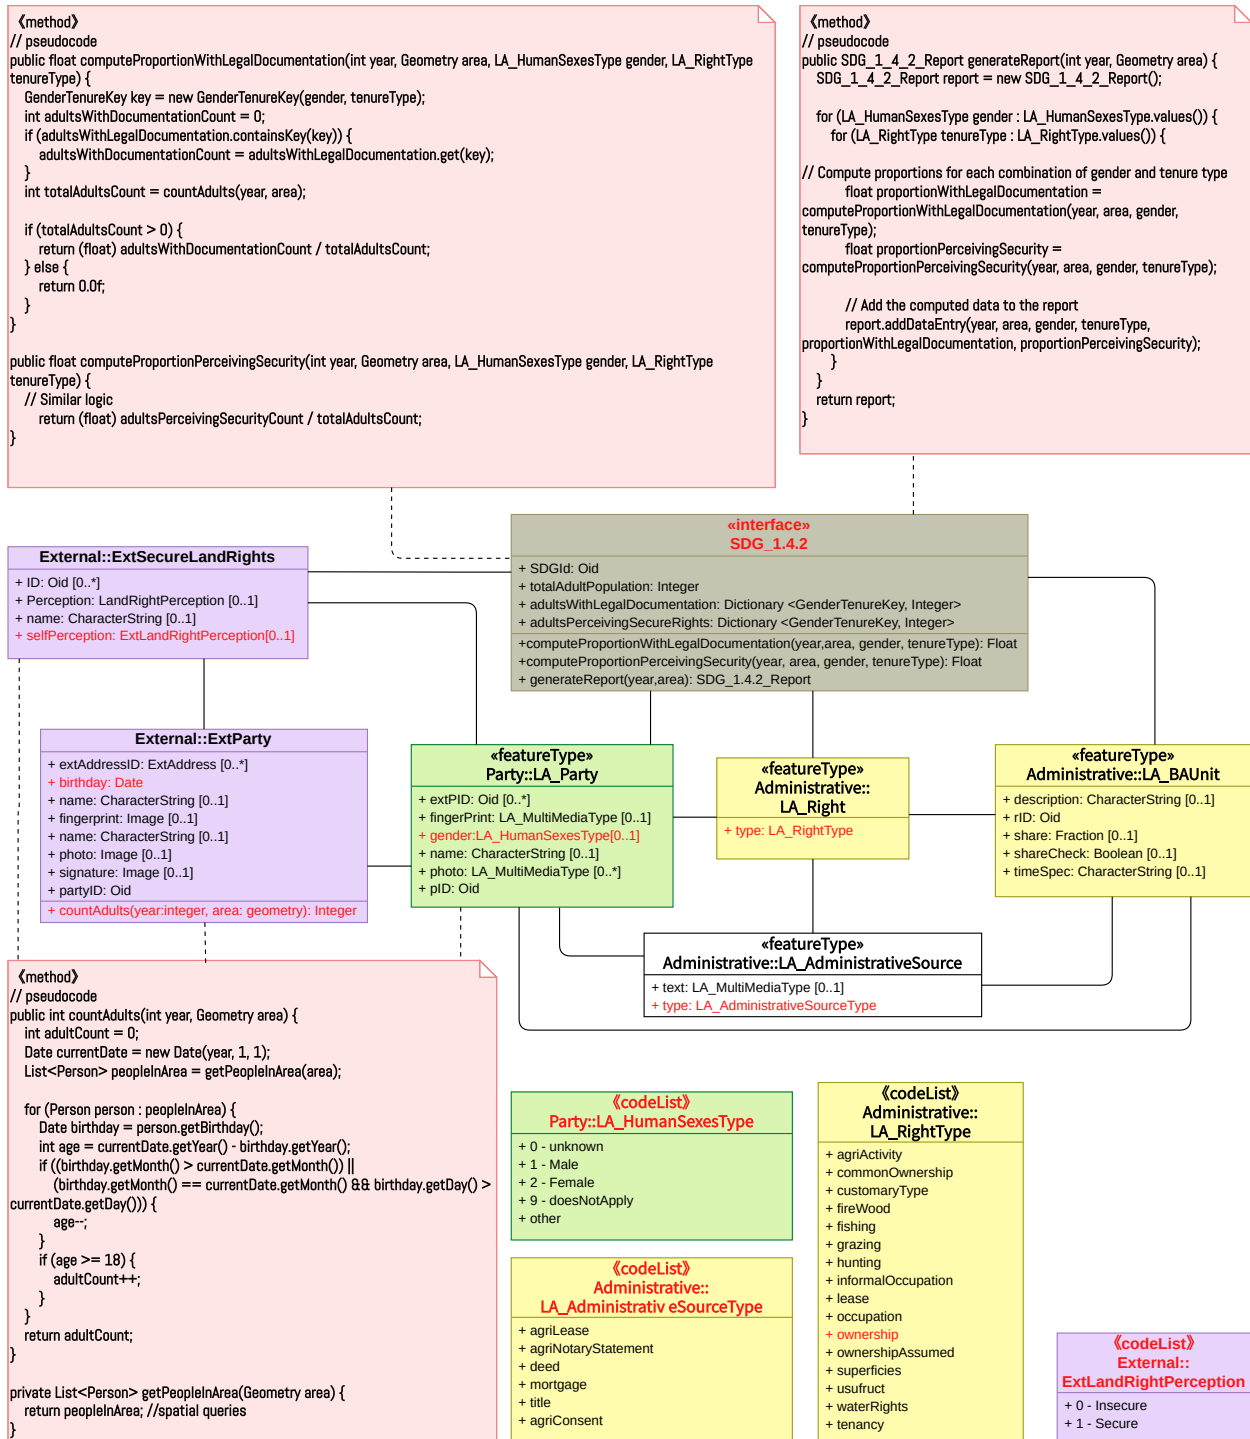 《method》
// pseudocode
public float computeProportionWithLegalDocumentation(int year, Geometry area, LA_HumanSexesType gender, LA_RightType
tenureType) {
GenderTenureKey key = new GenderTenureKey(gender, tenureType);
int adultsWithDocumentationCount = 0;
if (adultsWithLegalDocumentation.containsKey(key)) {
adultsWithDocumentationCount = adultsWithLegalDocumentation.get(key);
}
int totalAdultsCount = countAdults(year, area);
if (totalAdultsCount > 0) {
return (float) adultsWithDocumentationCount / totalAdultsCount;
} else {
return 0.0f;
}
}
public float computeProportionPerceivingSecurity(int year, Geometry area, LA_HumanSexesType gender, LA_RightType
tenureType) {
// Similar logic
return (float) adultsPerceivingSecurityCount / totalAdultsCount;
}
《method》
// pseudocode
public SDG_1_4_2_Report generateReport(int year, Geometry area) {
SDG_1_4_2_Report report = new SDG_1_4_2_Report();
for (LA_HumanSexesType gender : LA_HumanSexesType.values()) {
for (LA_RightType tenureType : LA_RightType.values()) {
// Compute proportions for each combination of gender and tenure type
float proportionWithLegalDocumentation =
computeProportionWithLegalDocumentation(year, area, gender,
tenureType);
float proportionPerceivingSecurity =
computeProportionPerceivingSecurity(year, area, gender, tenureType);
// Add the computed data to the report
report.addDataEntry(year, area, gender, tenureType,
proportionWithLegalDocumentation, proportionPerceivingSecurity);
}
}
return report;
}
«interface»
SDG_1.4.2
+ SDGId: Oid
+ totalAdultPopulation: Integer
+ adultsWithLegalDocumentation: Dictionary <GenderTenureKey, Integer>
+ adultsPerceivingSecureRights: Dictionary <GenderTenureKey, Integer>
+computeProportionWithLegalDocumentation(year,area, gender, tenureType): Float
+computeProportionPerceivingSecurity(year, area, gender, tenureType): Float
+ generateReport(year,area): SDG_1.4.2_Report
External::ExtSecureLandRights
+ ID: Oid [0..*]
+ Perception: LandRightPerception [0..1]
+ name: CharacterString [0..1]
+ selfPerception: ExtLandRightPerception[0..1]
External::ExtParty
+ extAddressID: ExtAddress [0..*]
+ birthday: Date
+ name: CharacterString [0..1]
+ fingerprint: Image [0..1]
+ name: CharacterString [0..1]
+ photo: Image [0..1]
+ signature: Image [0..1]
+ partyID: Oid
+ countAdults(year:integer, area: geometry): Integer
«featureType»
Party::LA_Party
+ extPID: Oid [0..*]
+ fingerPrint: LA_MultiMediaType [0..1]
+ gender:LA_HumanSexesType[0..1]
+ name: CharacterString [0..1]
+ photo: LA_MultiMediaType [0..*]
+ pID: Oid
«featureType»
Administrative::
LA_Right
+ type: LA_RightType
«featureType»
Administrative::LA_BAUnit
+ description: CharacterString [0..1]
+ rID: Oid
+ share: Fraction [0..1]
+ shareCheck: Boolean [0..1]
+ timeSpec: CharacterString [0..1]
«featureType»
Administrative::LA_AdministrativeSource
+ text: LA_MultiMediaType [0..1]
+ type: LA_AdministrativeSourceType
《method》
// pseudocode
public int countAdults(int year, Geometry area) {
int adultCount = 0;
Date currentDate = new Date(year, 1, 1);
List<Person> peopleInArea = getPeopleInArea(area);
for (Person person : peopleInArea) {
Date birthday = person.getBirthday();
int age = currentDate.getYear() - birthday.getYear();
if ((birthday.getMonth() > currentDate.getMonth()) ||
(birthday.getMonth() == currentDate.getMonth() && birthday.getDay() >
currentDate.getDay())) {
age--;
}
if (age >= 18) {
adultCount++;
}
}
return adultCount;
}
private List<Person> getPeopleInArea(Geometry area) {
return peopleInArea; //spatial queries
}
《codeList》
Party::LA_HumanSexesType
+ 0 - unknown
+ 1 - Male
+ 2 - Female
+ 9 - doesNotApply
+ other
《codeList》
Administrative::
LA_Administrativ eSourceType
+ agriLease
+ agriNotaryStatement
+ deed
+ mortgage
+ title
+ agriConsent
《codeList》
Administrative::
LA_RightType
+ agriActivity
+ commonOwnership
+ customaryType
+ fireWood
+ fishing
+ grazing
+ hunting
+ informalOccupation
+ lease
+ occupation
+ ownership
+ ownershipAssumed
+ superficies
+ usufruct
+ waterRights
+ tenancy
《codeList》
External::
ExtLandRightPerception
+ 0 - Insecure
+ 1 - Secure